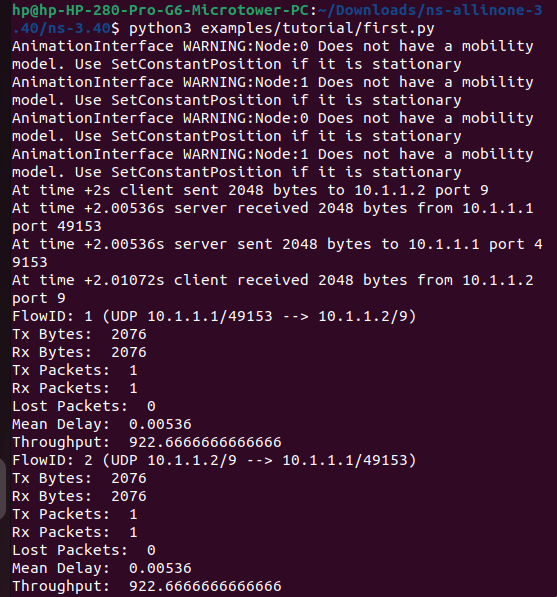 hp@hp-HP-280-Pro-G6-Microtower-PC:~/Downloads/ns-allinone-3
.40/ns-3.40$ python3 examples/tutorial/first.py
AnimationInterface WARNING:Node:0 Does not have a mobility
model. Use SetConstantPosition if it is stationary
AnimationInterface WARNING:Node:1 Does not have a mobility
model. Use SetConstantPosition if it is stationary
AnimationInterface WARNING:Node:0 Does not have a mobility
model. Use SetConstantPosition if it is stationary
AnimationInterface WARNING:Node:1 Does not have a mobility
model. Use SetConstantPosition if it is stationary
At time +2s client sent 2048 bytes to 10.1.1.2 port 9
At time +2.00536s server received 2048 bytes from 10.1.1.1
port 49153
At time +2.00536s server sent 2048 bytes to 10.1.1.1 port 4
9153
At time +2.01072s client received 2048 bytes from 10.1.1.2
port 9
FlowID: 1 (UDP 10.1.1.1/49153 --> 10.1.1.2/9)
Tx Bytes:  2076
Rx Bytes:  2076
Tx Packets:  1
Rx Packets:  1
Lost Packets:  0
Mean Delay:  0.00536
Throughput:  922.6666666666666
FlowID: 2 (UDP 10.1.1.2/9 --> 10.1.1.1/49153)
Tx Bytes:  2076
Rx Bytes:  2076
Tx Packets:  1
Rx Packets:  1
Lost Packets:  0
Mean Delay:  0.00536
Throughput:  922.6666666666666